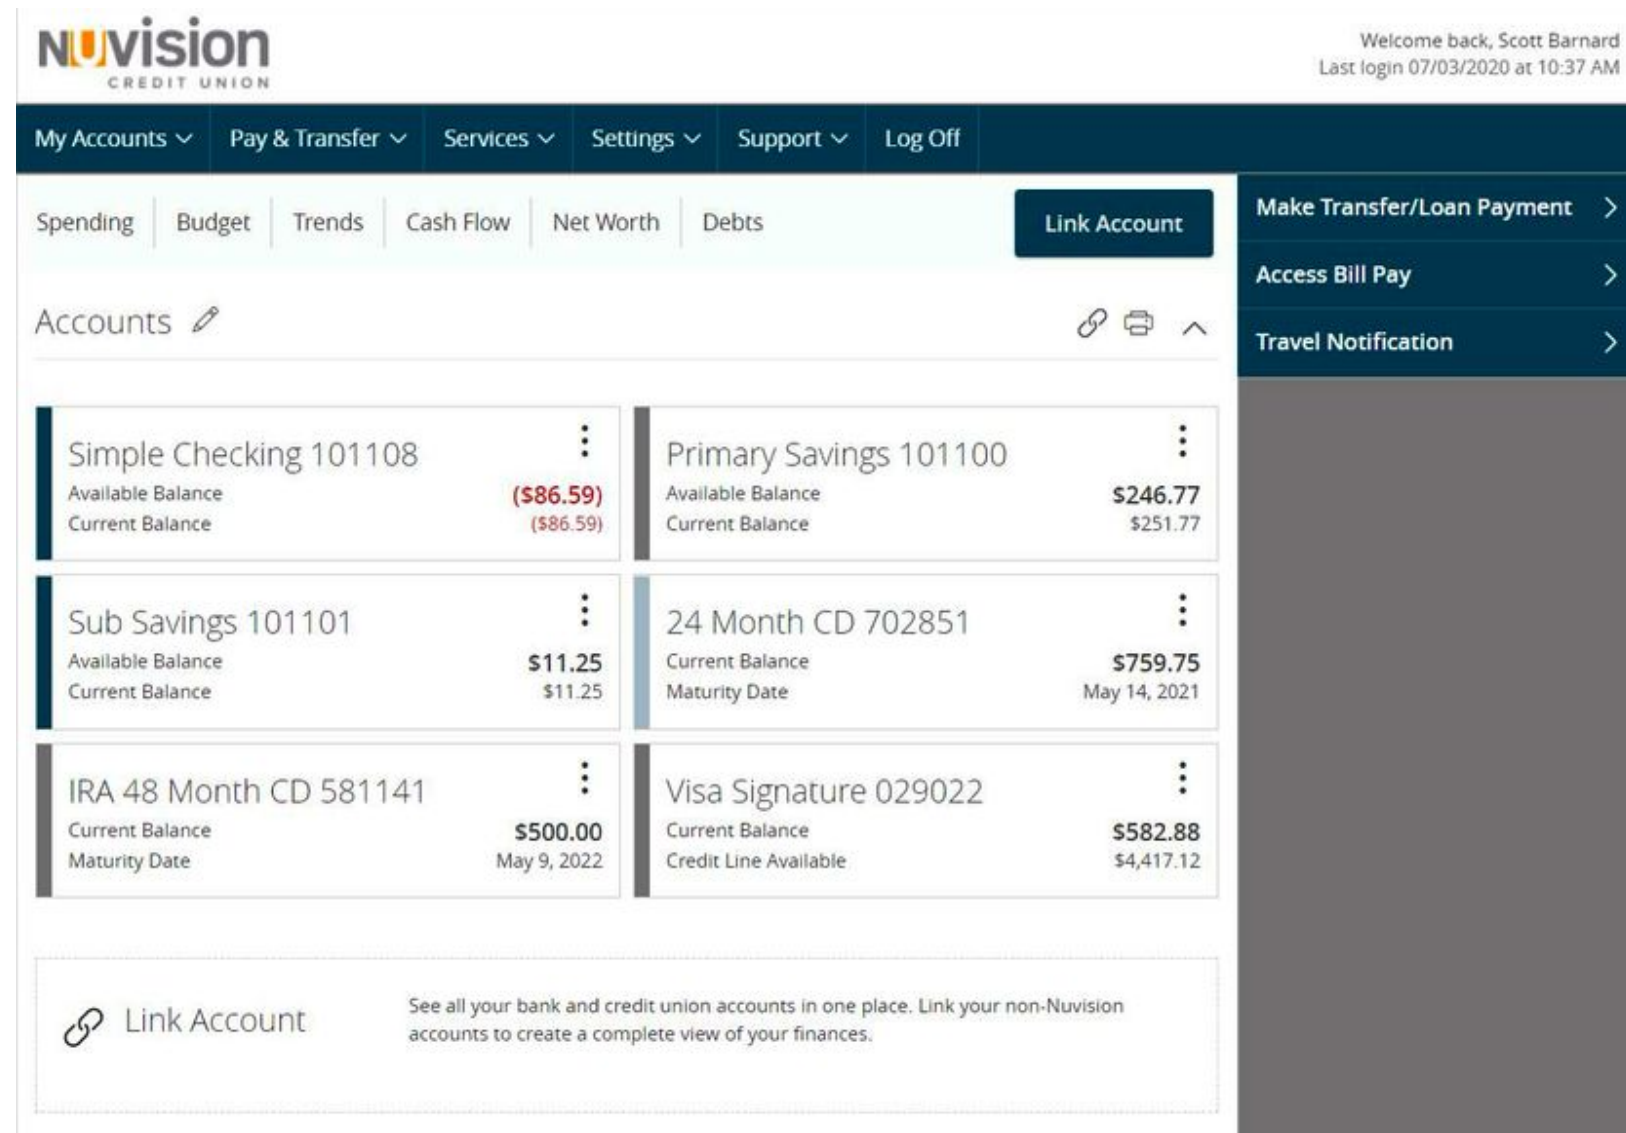 NUvision
CREDIT UNION
Welcome back, Scott Barnard
Last login 07/03/2020 at 10:37 AM
My Accounts Pay & Transfer Services Settings Support Log Off
Spending Budget Trends Cash Flow Net Worth Debts Link Account
Make Transfer/Loan Payment
Access Bill Pay
Travel Notification
Accounts
Simple Checking 101108
Available Balance ($86.59)
Current Balance ($86.59)
Primary Savings 101100
Available Balance $246.77
Current Balance $251.77
Sub Savings 101101
Available Balance $11.25
Current Balance $11.25
24 Month CD 702851
Current Balance $759.75
Maturity Date May 14, 2021
IRA 48 Month CD 581141
Current Balance $500.00
Maturity Date May 9, 2022
Visa Signature 029022
Current Balance $582.88
Credit Line Available $4,417.12
Link Account
See all your bank and credit union accounts in one place. Link your non-Nuvision
accounts to create a complete view of your finances.